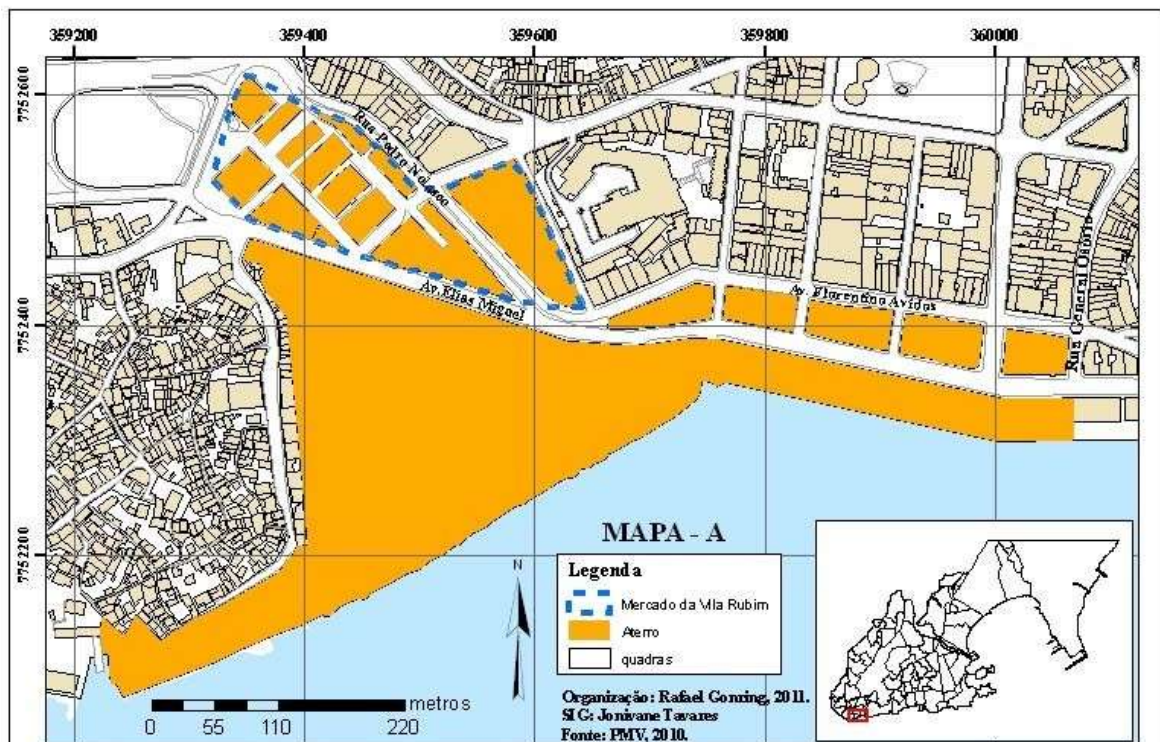 359200 359400 359600 359800 360000
7752600
7752400
7752200
Rua Pedro Nolasco
Av. Elias Miguel
Av. Florentino Avidos
Rua General Osório
MAPA - A
N
Legenda
Mercado da Vila Rubim
Aterro
quadras
Organização: Rafael Gonring, 2011.
SIG: Jonivane Tavares
Fonte: PMV, 2010.
metros
0 55 110 220